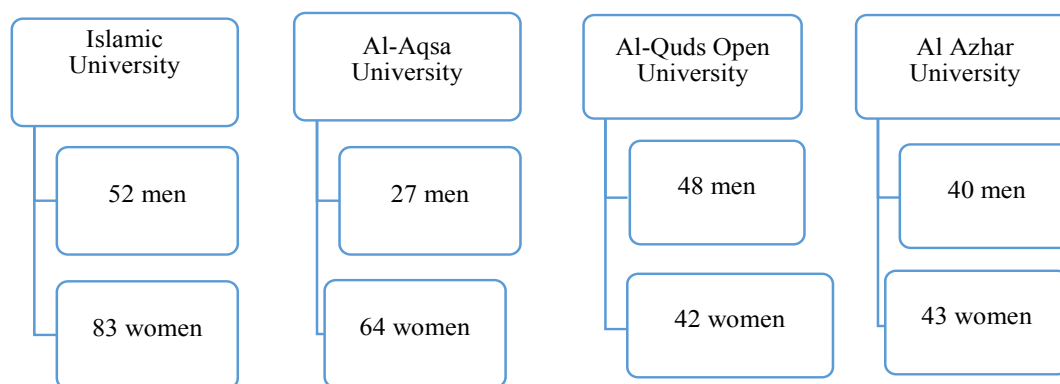 Islamic
University
52 men
83 women
Al-Aqsa
University
27 men
64 women
Al-Quds Open
University
48 men
42 women
Al Azhar
University
40 men
43 women